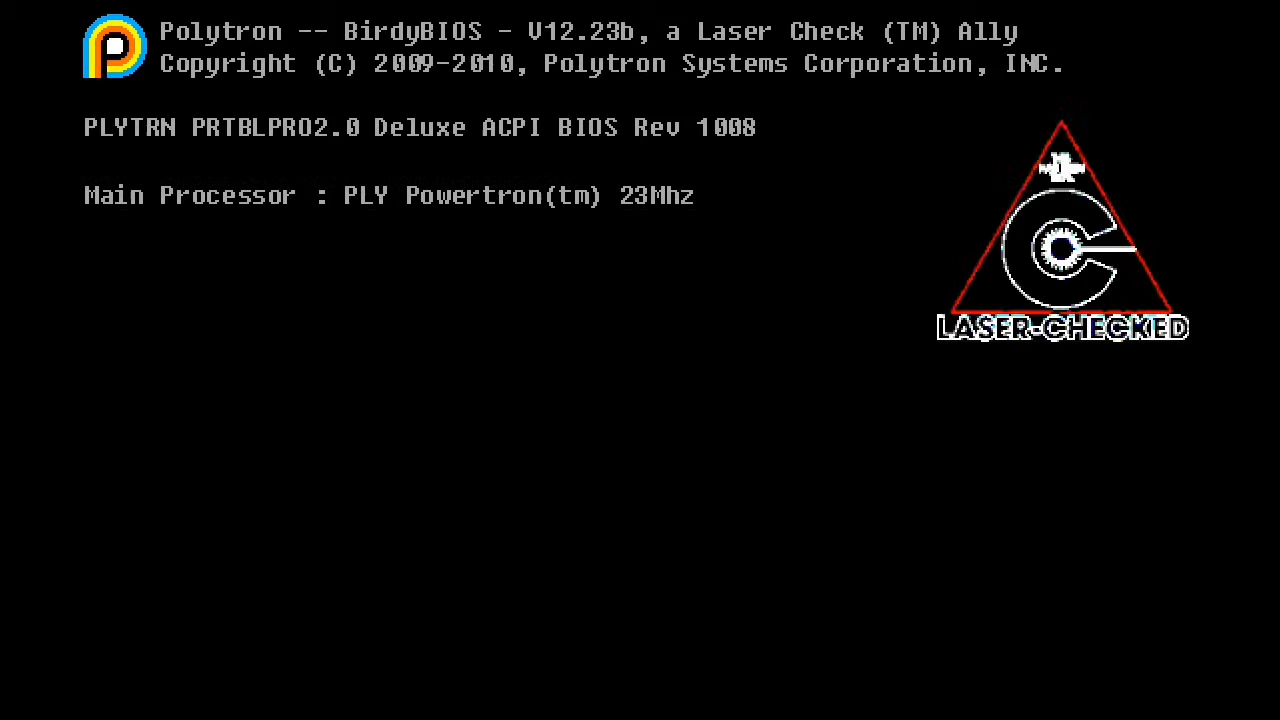 Polytron -- BirdyBIOS - V12.23b, a Laser Check (TM) Ally
Copyright (C) 2009-2010, Polytron Systems Corporation, INC.
PLYTRN PRTBLPRO2.0 Deluxe ACPI BIOS Rev 1008
Main Processor : PLY Powertron(tm) 23Mhz
LASER-CHECKED